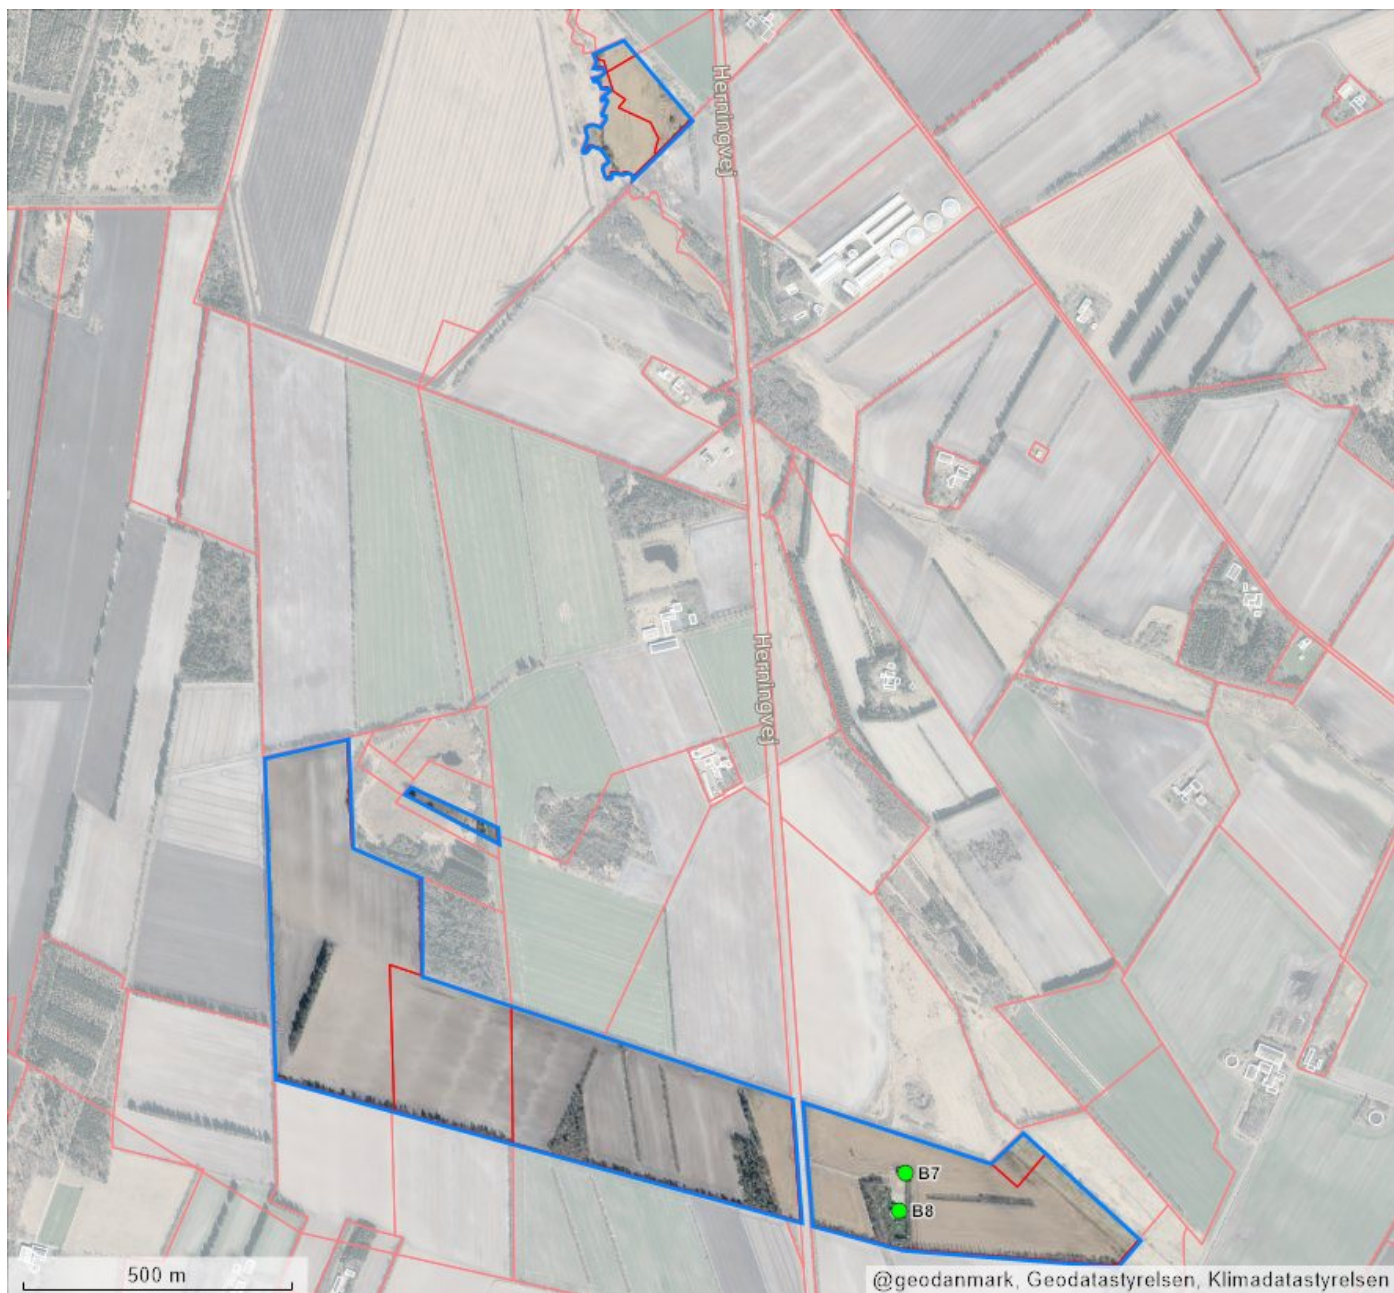 Herningvej
Herningvej
B7
B8
500 m
@geodanmark, Geodatastyrelsen, Klimadatastyrelsen